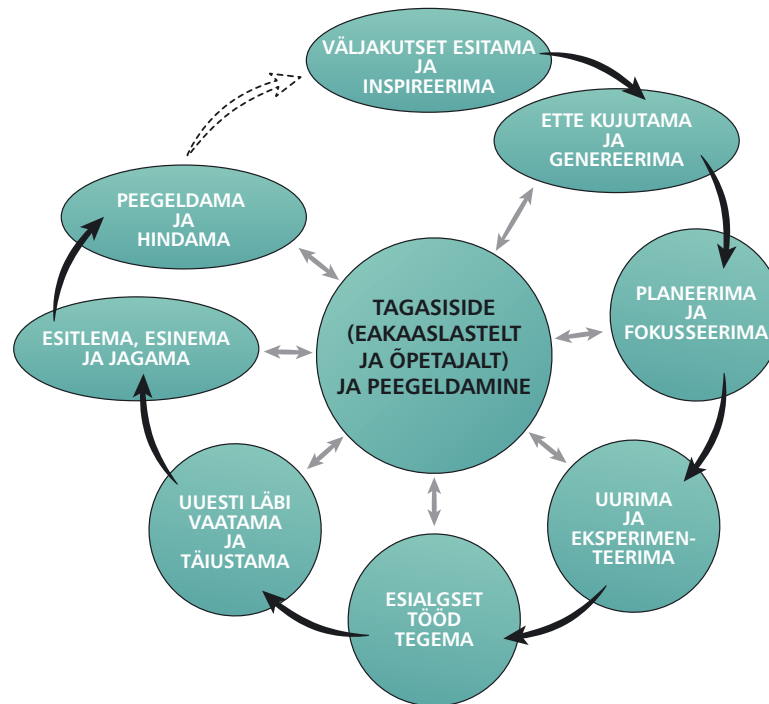 VÄLJAKUTSET ESITAMA
JA
INSPIREERIMA
ETTE KUJUTAMA
JA
GENEREERIMA
PLANEERIMA
JA
FOKUSSEERIMA
UURIMA
JA
EKSPERIMEN-
TEERIMA
ESIALGSET
TÖÖD
TEGEMA
UUESTI LÄBI
VAATAMA
JA
TÄIUSTAMA
ESITLEMA, ESINEMA
JA JAGAMA
PEEGELDAMA
JA
HINDAMA
TAGASISIDE
(EAKAASLASTELT
JA ÕPETAJALT)
JA PEEGELDAMINE